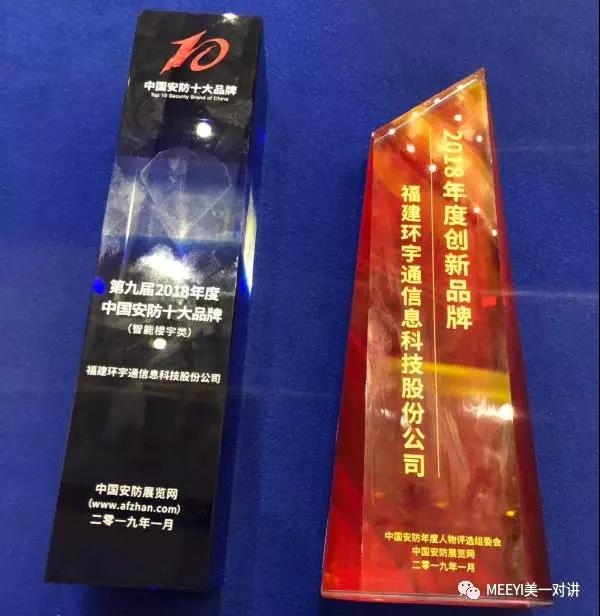 10
中国安防十大品牌
Top 10 Security Brand of China
第九届2018年度
中国安防十大品牌
（智能楼宇类）
福建环宇通信息科技股份公司
中国安防展览网
(www.afzhan.com)
二零一九年一月
2018年度创新品牌
福建环宇通信息科技股份公司
中国安防年度人物评选组委会
中国安防展览网
二零一九年一月
MEEYI美一对讲